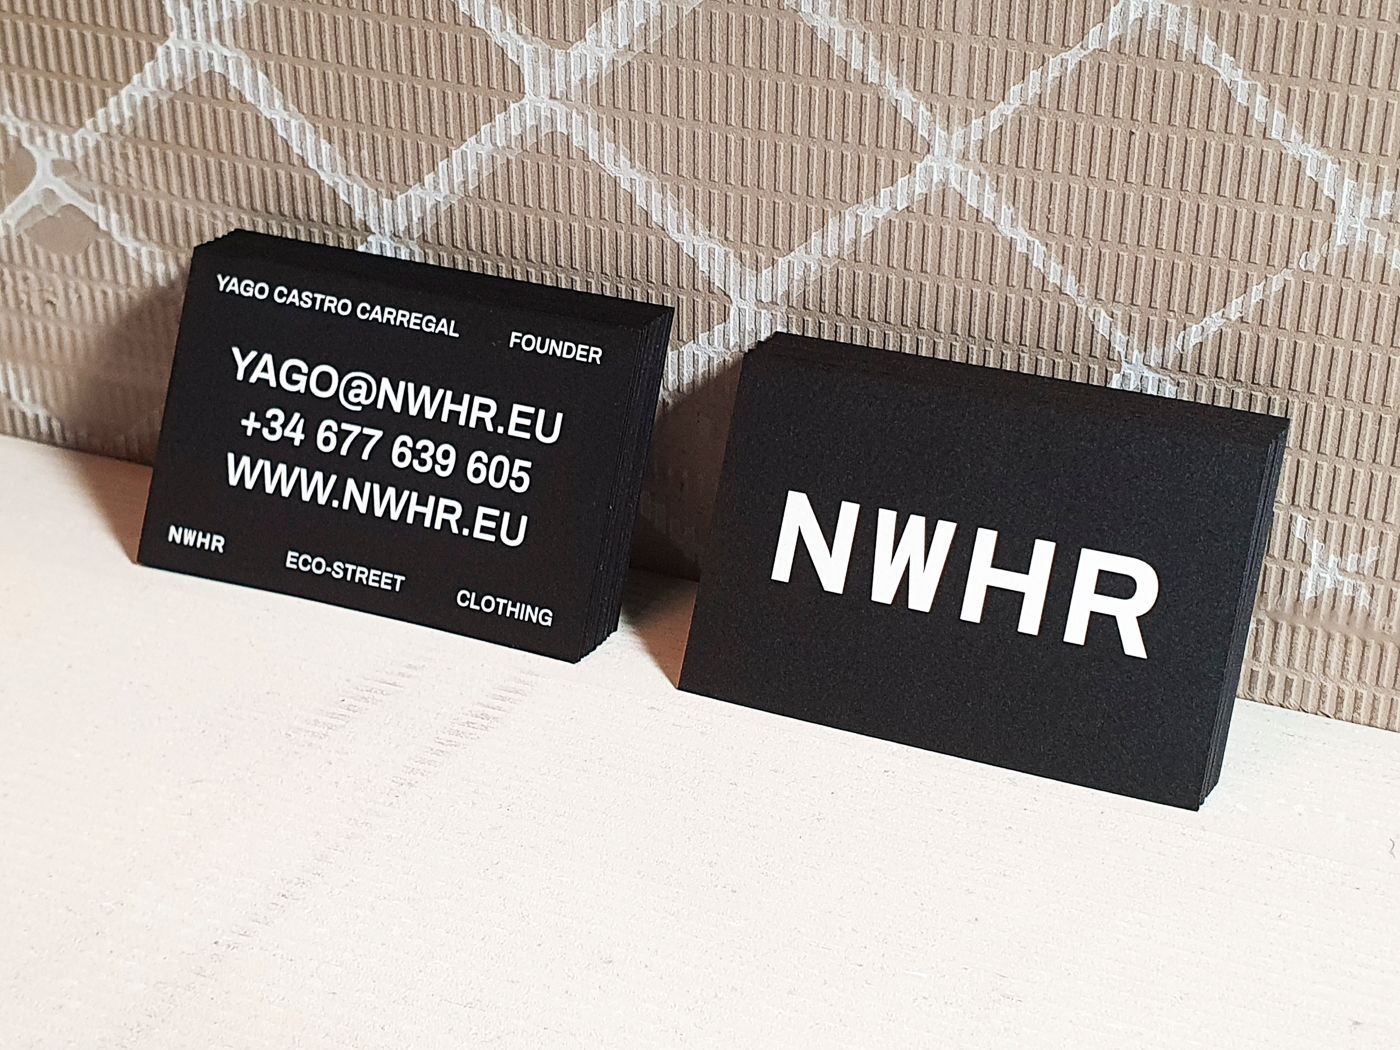 YAGO CASTRO CARREGAL FOUNDER
YAGO@NWHR.EU
+34 677 639 605
WWW.NWHR.EU
NWHR ECO-STREET CLOTHING
NWHR